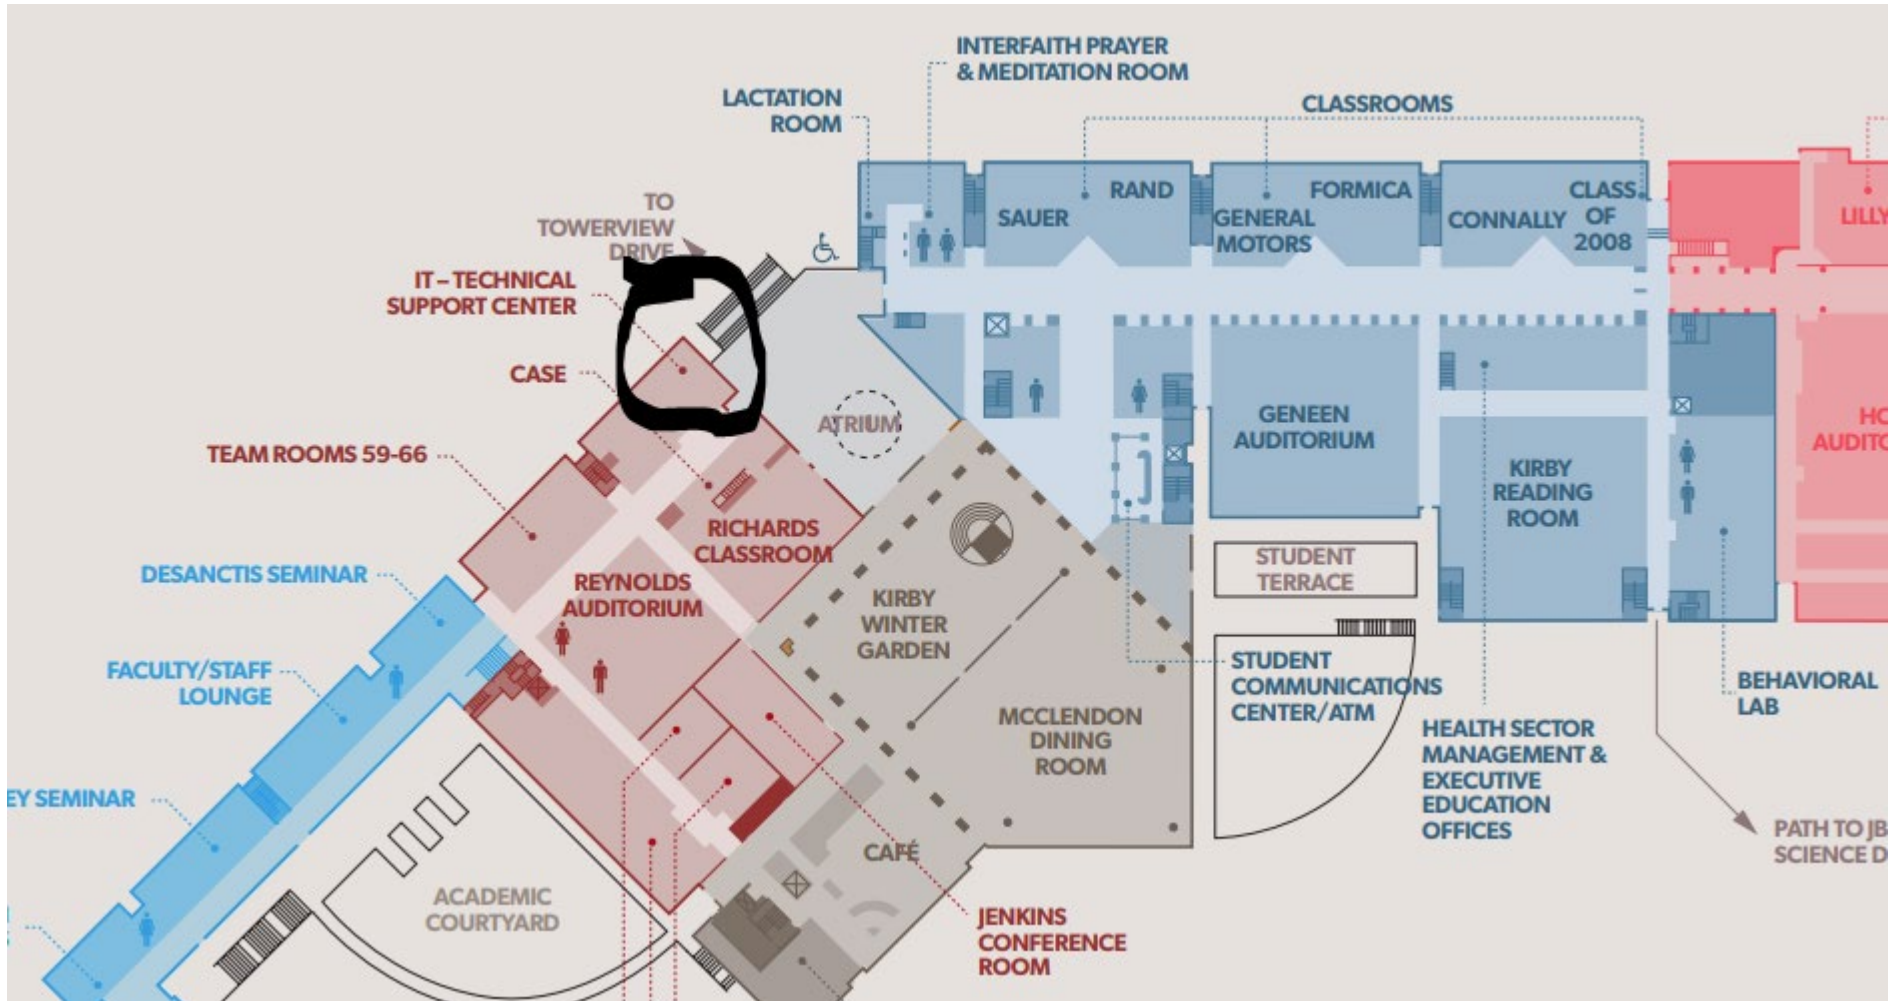 INTERFAITH PRAYER
& MEDITATION ROOM
LACTATION
ROOM
CLASSROOMS
TO
TOWERVIEW
DRIVE
RAND
SAUER
FORMICA
GENERAL
MOTORS
CLASS
OF
2008
CONNALLY
LILLY
IT – TECHNICAL
SUPPORT CENTER
CASE
ATRIUM
GENEEN
AUDITORIUM
HO
AUDITO
TEAM ROOMS 59-66
KIRBY
READING
ROOM
RICHARDS
CLASSROOM
STUDENT
TERRACE
DESANCTIS SEMINAR
REYNOLDS
AUDITORIUM
KIRBY
WINTER
GARDEN
FACULTY/STAFF
LOUNGE
STUDENT
COMMUNICATIONS
CENTER/ATM
BEHAVIORAL
LAB
MCCLENDON
DINING
ROOM
HEALTH SECTOR
MANAGEMENT &
EXECUTIVE
EDUCATION
OFFICES
EY SEMINAR
PATH TO JB
SCIENCE D
CAFÉ
ACADEMIC
COURTYARD
JENKINS
CONFERENCE
ROOM